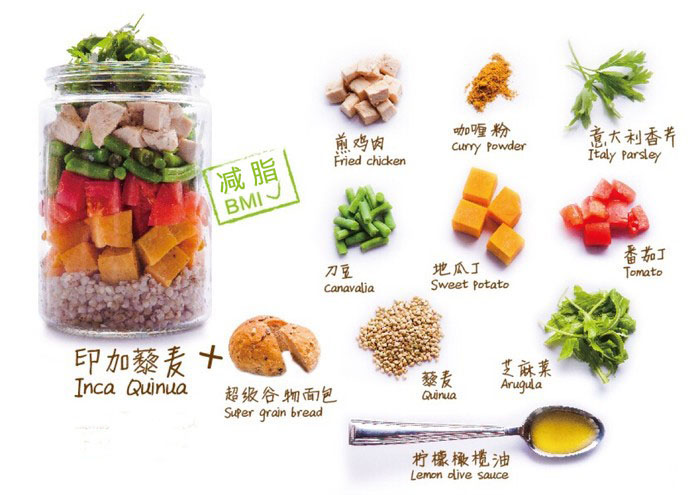 减脂
BMI
印加藜麦
Inca Quinua
+
超级谷物面包
Super grain bread
煎鸡肉
Fried chicken
咖喱粉
Curry powder
意大利香芹
Italy parsley
刀豆
Canavalia
地瓜丁
Sweet potato
番茄丁
Tomato
藜麦
Quinua
芝麻菜
Arugula
柠檬橄榄油
Lemon olive sauce